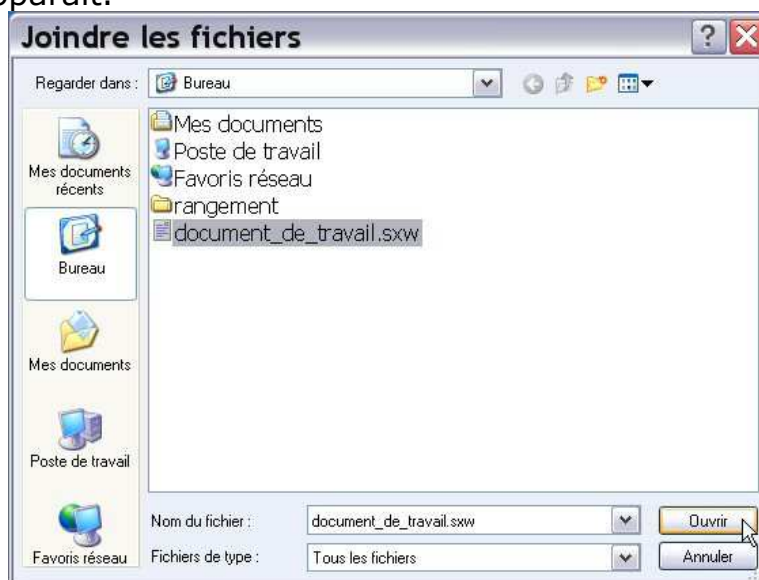 apparaît.
Joindre les fichiers
Regarder dans : Bureau
Mes documents récents
Bureau
Mes documents
Poste de travail
Favoris réseau
Mes documents
Poste de travail
Favoris réseau
rangement
document_de_travail.sxw
Nom du fichier : document_de_travail.sxw Ouvrir
Fichiers de type : Tous les fichiers Annuler